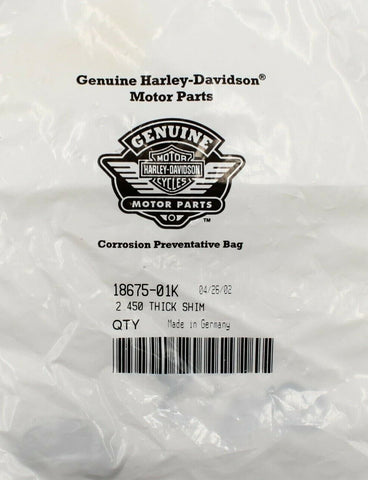 Genuine Harley-Davidson®
Motor Parts
GENUINE
MOTOR
HARLEY-DAVIDSON
CYCLES
MOTOR PARTS
TM
Corrosion Preventative Bag
18675-01K 04/26/02
2 450 THICK SHIM
QTY Made in Germany